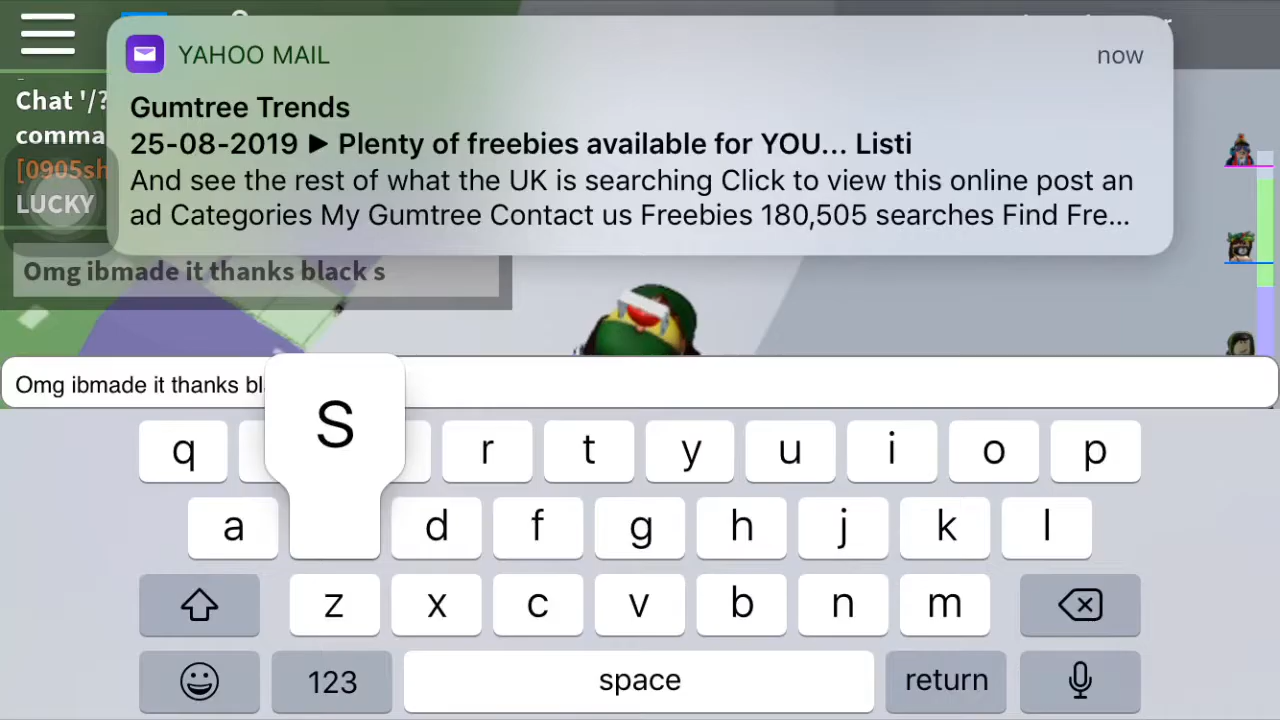 YAHOO MAIL
now
Gumtree Trends
25-08-2019 ► Plenty of freebies available for YOU... Listi
And see the rest of what the UK is searching Click to view this online post an
ad Categories My Gumtree Contact us Freebies 180,505 searches Find Fre...
Chat '/?
comma
[0905sh
LUCKY
Omg ibmade it thanks black s
Omg ibmade it thanks bla
S
q r t y u i o p
a d f g h j k l
z x c v b n m
123 space return